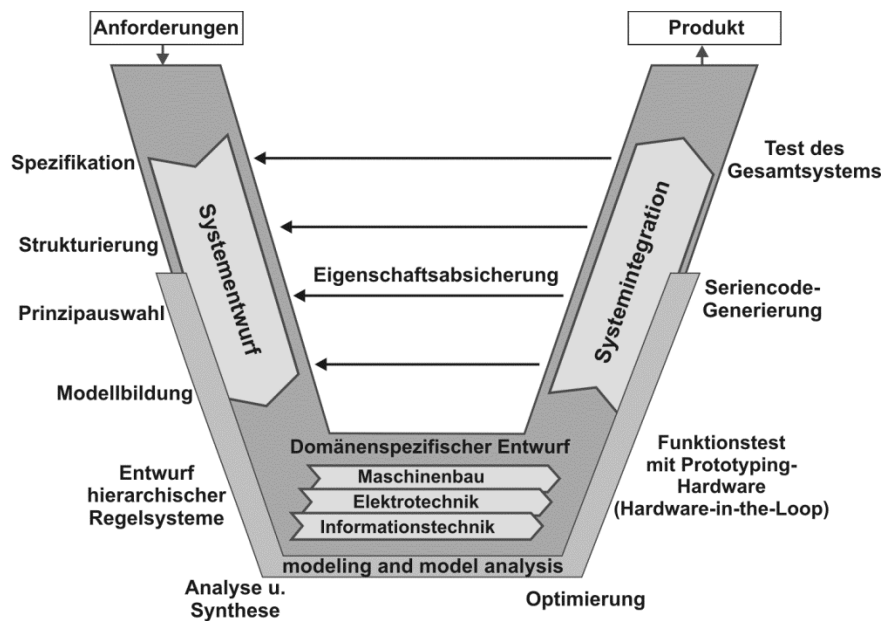 Anforderungen
Produkt
Spezifikation
Strukturierung
Prinzipauswahl
Modellbildung
Entwurf
hierarchischer
Regelsysteme
Analyse u.
Synthese
Systementwurf
Eigenschaftsabsicherung
Domänenspezifischer Entwurf
Maschinenbau
Elektrotechnik
Informationstechnik
modeling and model analysis
Systemintegration
Test des
Gesamtsystems
Seriencode-
Generierung
Funktionstest
mit Prototyping-
Hardware
(Hardware-in-the-Loop)
Optimierung